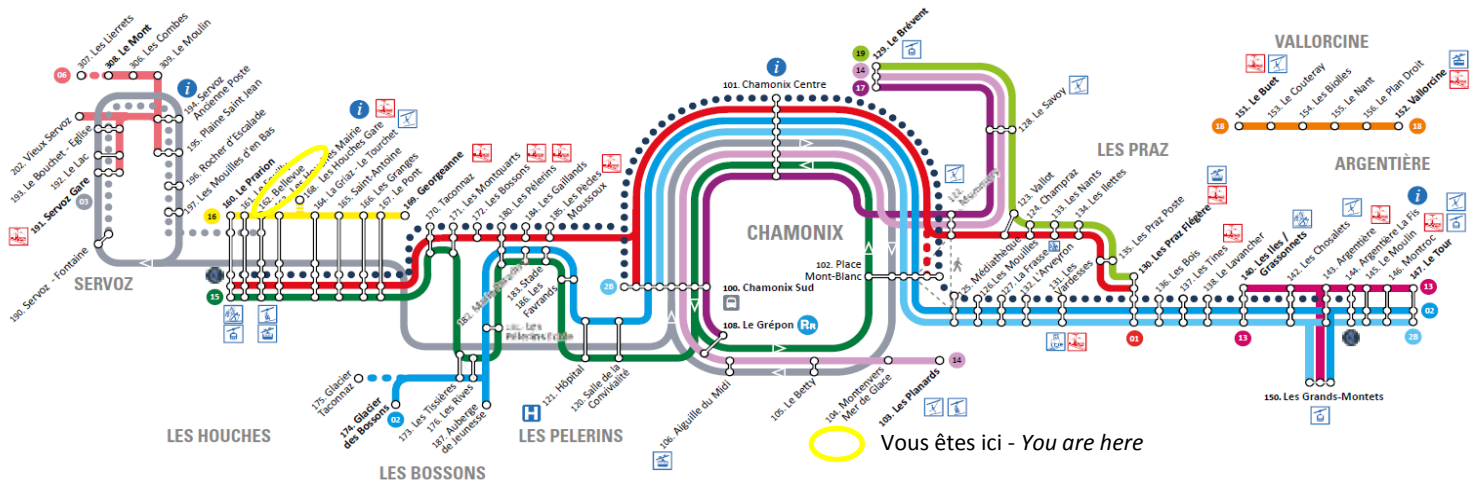 307. Les Lierrets
308. Le Mont
306. Les Combes
309. Le Moulin
06
202. Vieux Servoz
193. Le Bouchet - Eglise
192. Le Lac
191. Servoz Gare
03
190. Servoz - Fontaine
SERVOZ
i
194. Servoz
Ancienne Poste
195. Plaine Saint Jean
196. Rocher d'Escalade
197. Les Mouilles d'en Bas
160. Le Prarion
162. Bellevue
168. Les Houches Gare
164. La Griaz- Le Tourchet
165. Saint-Antoine
166. Les Granges
167. Le Pont
169. Georgeanne
i
16
15
LES HOUCHES
170. Taconnaz
171. Les Montquarts
172. Les Bossons
180. Les Pélerins
184. Les Gaillands
185. Les Pècles
Moussoux
183. Stade
186. Les
Favrands
175. Glacier
Taconnaz
174. Glacier
des Bossons
02
173. Les Tissières
176. Les Rives
187. Auberge
de Jeunesse
LES BOSSONS
H
121. Hôpital
120. Salle de la
Convivialité
LES PELERINS
2B
i
101. Chamonix Centre
CHAMONIX
102. Place
Mont-Blanc
100. Chamonix Sud
108. Le Grépon
P+R
106. Aiguille du Midi
105. Le Betty
104. Montenvers
Mer de Glace
103. Les Planards
14
19
14
17
129. Le Brévent
128. Le Savoy
123. Vallot
124. Champraz
133. Les Nants
134. Les Ilettes
LES PRAZ
135. Les Praz Poste
130. Les Praz Flégère
125. Médiathèque
126. Les Mouilles
127. La Frasse
132. L'Arveyron
131. Les
Vardesses
01
136. Les Bois
137. Les Tines
138. Le Lavancher
140. Les Iles /
Grassonnets
142. Les Chosalets
143. Argentière
144. Argentière La Fis
145. Le Moulin
146. Montroc
147. Le Tour
13
02
2B
13
150. Les Grands-Montets
ARGENTIÈRE
i
VALLORCINE
151. Le Buet
153. Le Couteray
154. Les Biolles
155. Le Nant
156. Le Plan Droit
152. Vallorcine
18
18
Vous êtes ici - You are here